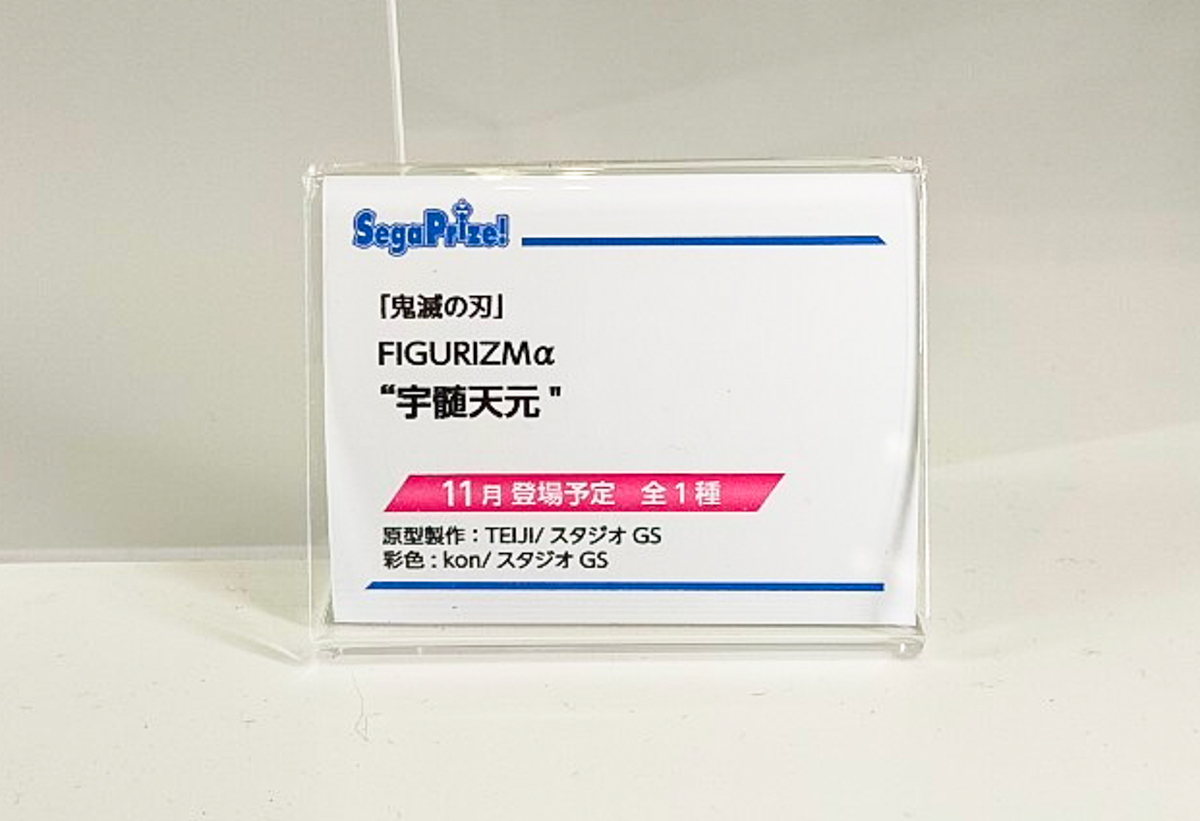 SegaPrize!
「鬼滅の刃」
FIGURIZMα
“宇髄天元"
11月 登場予定　全1種
原型製作：TEIJI/ スタジオ GS
彩色：kon/ スタジオ GS